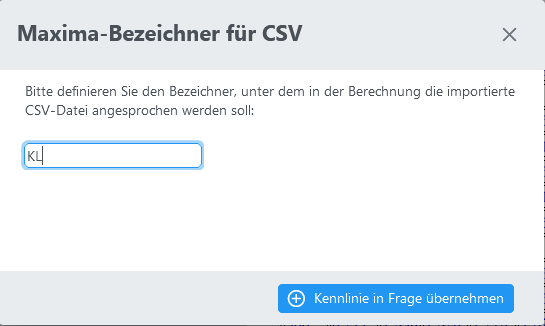 Maxima-Bezeichner für CSV
Bitte definieren Sie den Bezeichner, unter dem in der Berechnung die importierte
CSV-Datei angesprochen werden soll:
KL
Kennlinie in Frage übernehmen